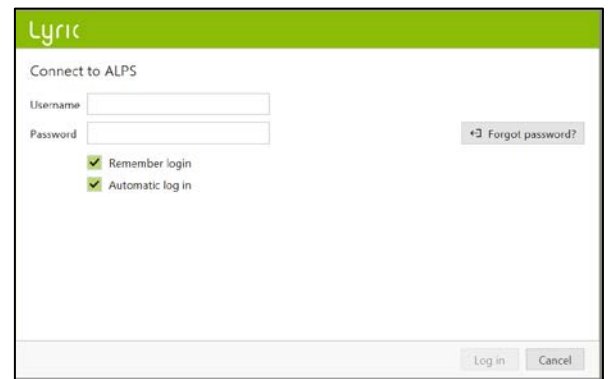 Lyric
Connect to ALPS
Username
Password
Forgot password?
Remember login
Automatic log in
Log in
Cancel